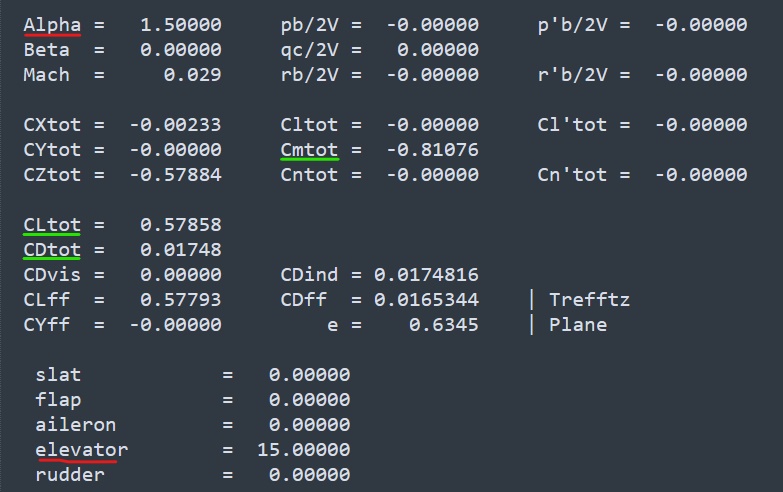 Alpha = 1.50000 pb/2V = -0.00000 p'b/2V = -0.00000
Beta = 0.00000 qc/2V = 0.00000
Mach = 0.029 rb/2V = -0.00000 r'b/2V = -0.00000
CXtot = -0.00233 Cltot = -0.00000 Cl'tot = -0.00000
CYtot = -0.00000 Cmtot = -0.81076
CZtot = -0.57884 Cntot = -0.00000 Cn'tot = -0.00000
CLtot = 0.57858
CDtot = 0.01748
CDvis = 0.00000 CDind = 0.0174816
CLff = 0.57793 CDff = 0.0165344 | Trefftz
CYff = -0.00000 e = 0.6345 | Plane
slat = 0.00000
flap = 0.00000
aileron = 0.00000
elevator = 15.00000
rudder = 0.00000